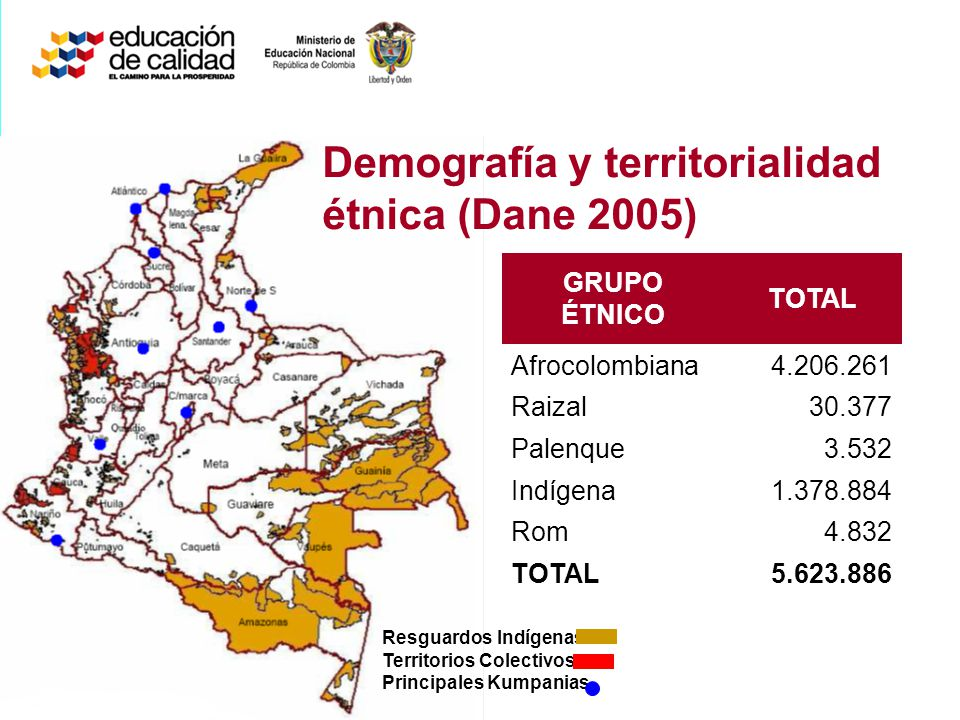 educación
de calidad
EL CAMINO PARA LA PROSPERIDAD
Ministerio de
Educación Nacional
República de Colombia
Libertad y Orden
Demografía y territorialidad
étnica (Dane 2005)
GRUPO
ÉTNICO
TOTAL
Afrocolombiana 4.206.261
Raizal 30.377
Palenque 3.532
Indígena 1.378.884
Rom 4.832
TOTAL 5.623.886
La Guajira
Atlántico
Magda
lena.
Cesar
Sucre
Córdoba
Bolívar
Norte de S
Antioquia
Santander
Arauca
Boyacá
Casanare
Caldas
Vichada
Chocó
C/marca
Quindío
Tolima
Valle
Meta
Guainía
Cauca
Huila
Guaviare
Nariño
Putumayo
Caquetá
Vaupés
Amazonas
Resguardos Indígenas
Territorios Colectivos
Principales Kumpanias